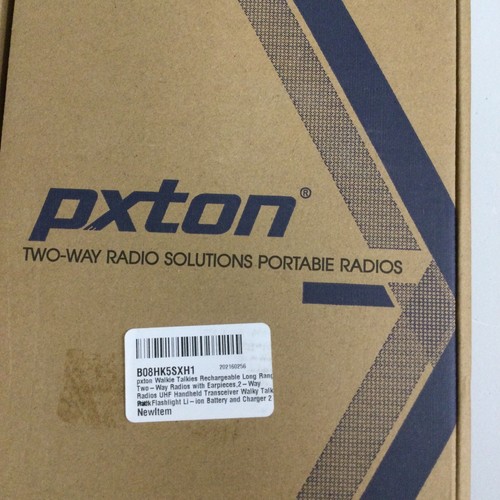 pxton®
TWO-WAY RADIO SOLUTIONS PORTABIE RADIOS
B08HK5SXH1 202160256
pxton Walkie Talkies Rechargeable Long Rang
Two-Way Radios with Earpieces,2-Way
Radios UHF Handheld Transceiver Walky Talk
Flashlight Li-ion Battery and Charger 2
NewItem